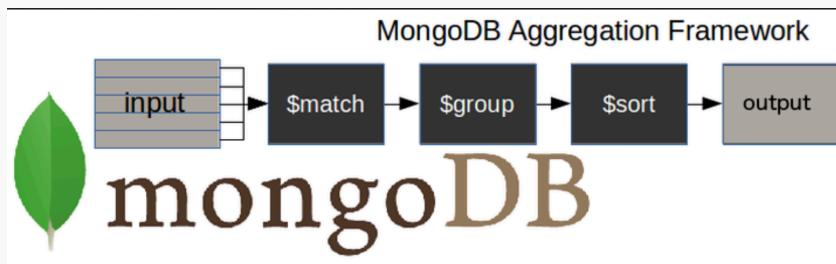 MongoDB Aggregation Framework
input $match $group $sort output
mongoDB